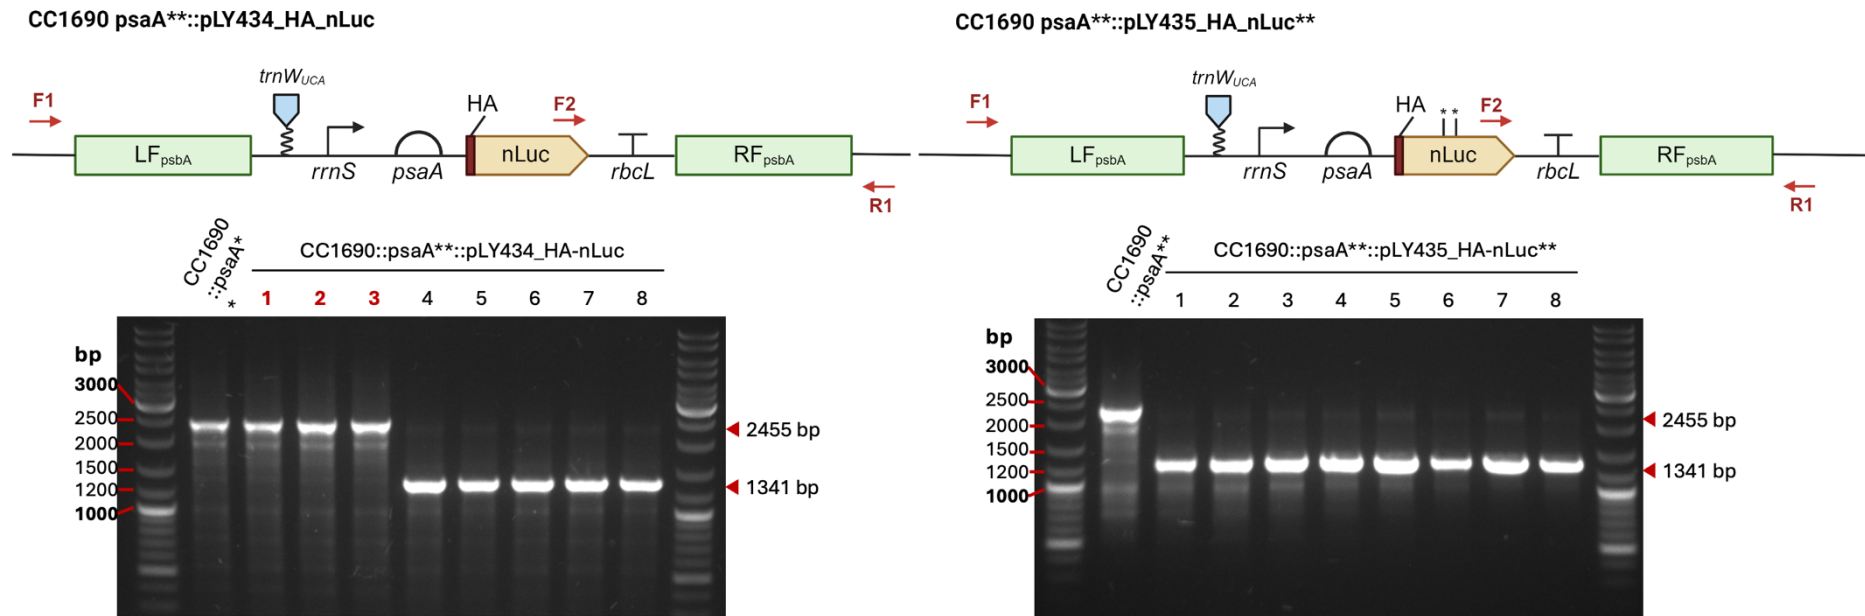 CC1690 psaA**::pLY434_HA_nLuc
trnW_UCA
F1
HA
F2
LF_psbA
nLuc
RF_psbA
rrnS
psaA
rbcL
R1
CC1690
::psaA*
*
CC1690::psaA**::pLY434_HA-nLuc
1 2 3 4 5 6 7 8
bp
3000
2500
2000
1500
1200
1000
2455 bp
1341 bp
CC1690 psaA**::pLY435_HA_nLuc**
trnW_UCA
F1
HA
* *
F2
LF_psbA
nLuc
RF_psbA
rrnS
psaA
rbcL
R1
CC1690
::psaA**
CC1690::psaA**::pLY435_HA-nLuc**
1 2 3 4 5 6 7 8
bp
3000
2500
2000
1500
1200
1000
2455 bp
1341 bp